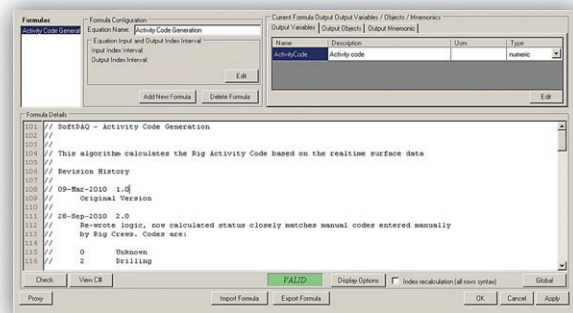 Formulas
Activity Code General
Formula Configuration
Equation Name: Activity Code Generation
Equation Input and Output Index Interval
Input Index Interval:
Output Index Interval:
Edit
Add New Formula
Delete Formula
Current Formula Output Output Variables / Objects / Mnemonics
Output Variables Output Objects Output Mnemonic
Name Description Uom Type
ActivityCode Activity code numeric
Edit
Formula Details
101 // SoftDAQ - Activity Code Generation
102 //
103 //
104 // This algorithm calculates the Rig Activity Code based on the realtime surface data
105 //
106 // Revision History
107 //
108 // 09-Mar-2010 1.0
109 // Original Version
110 //
111 // 28-Sep-2010 2.0
112 // Re-wrote logic, now calculated status closely matches manual codes entered manually
113 // by Rig Crews. Codes are:
114 //
115 // 0 Unknown
116 // 2 Drilling
Check View C# VALID Display Options Index recalculation (all rows syntax) Global
Proxy Import Formula Export Formula OK Cancel Apply